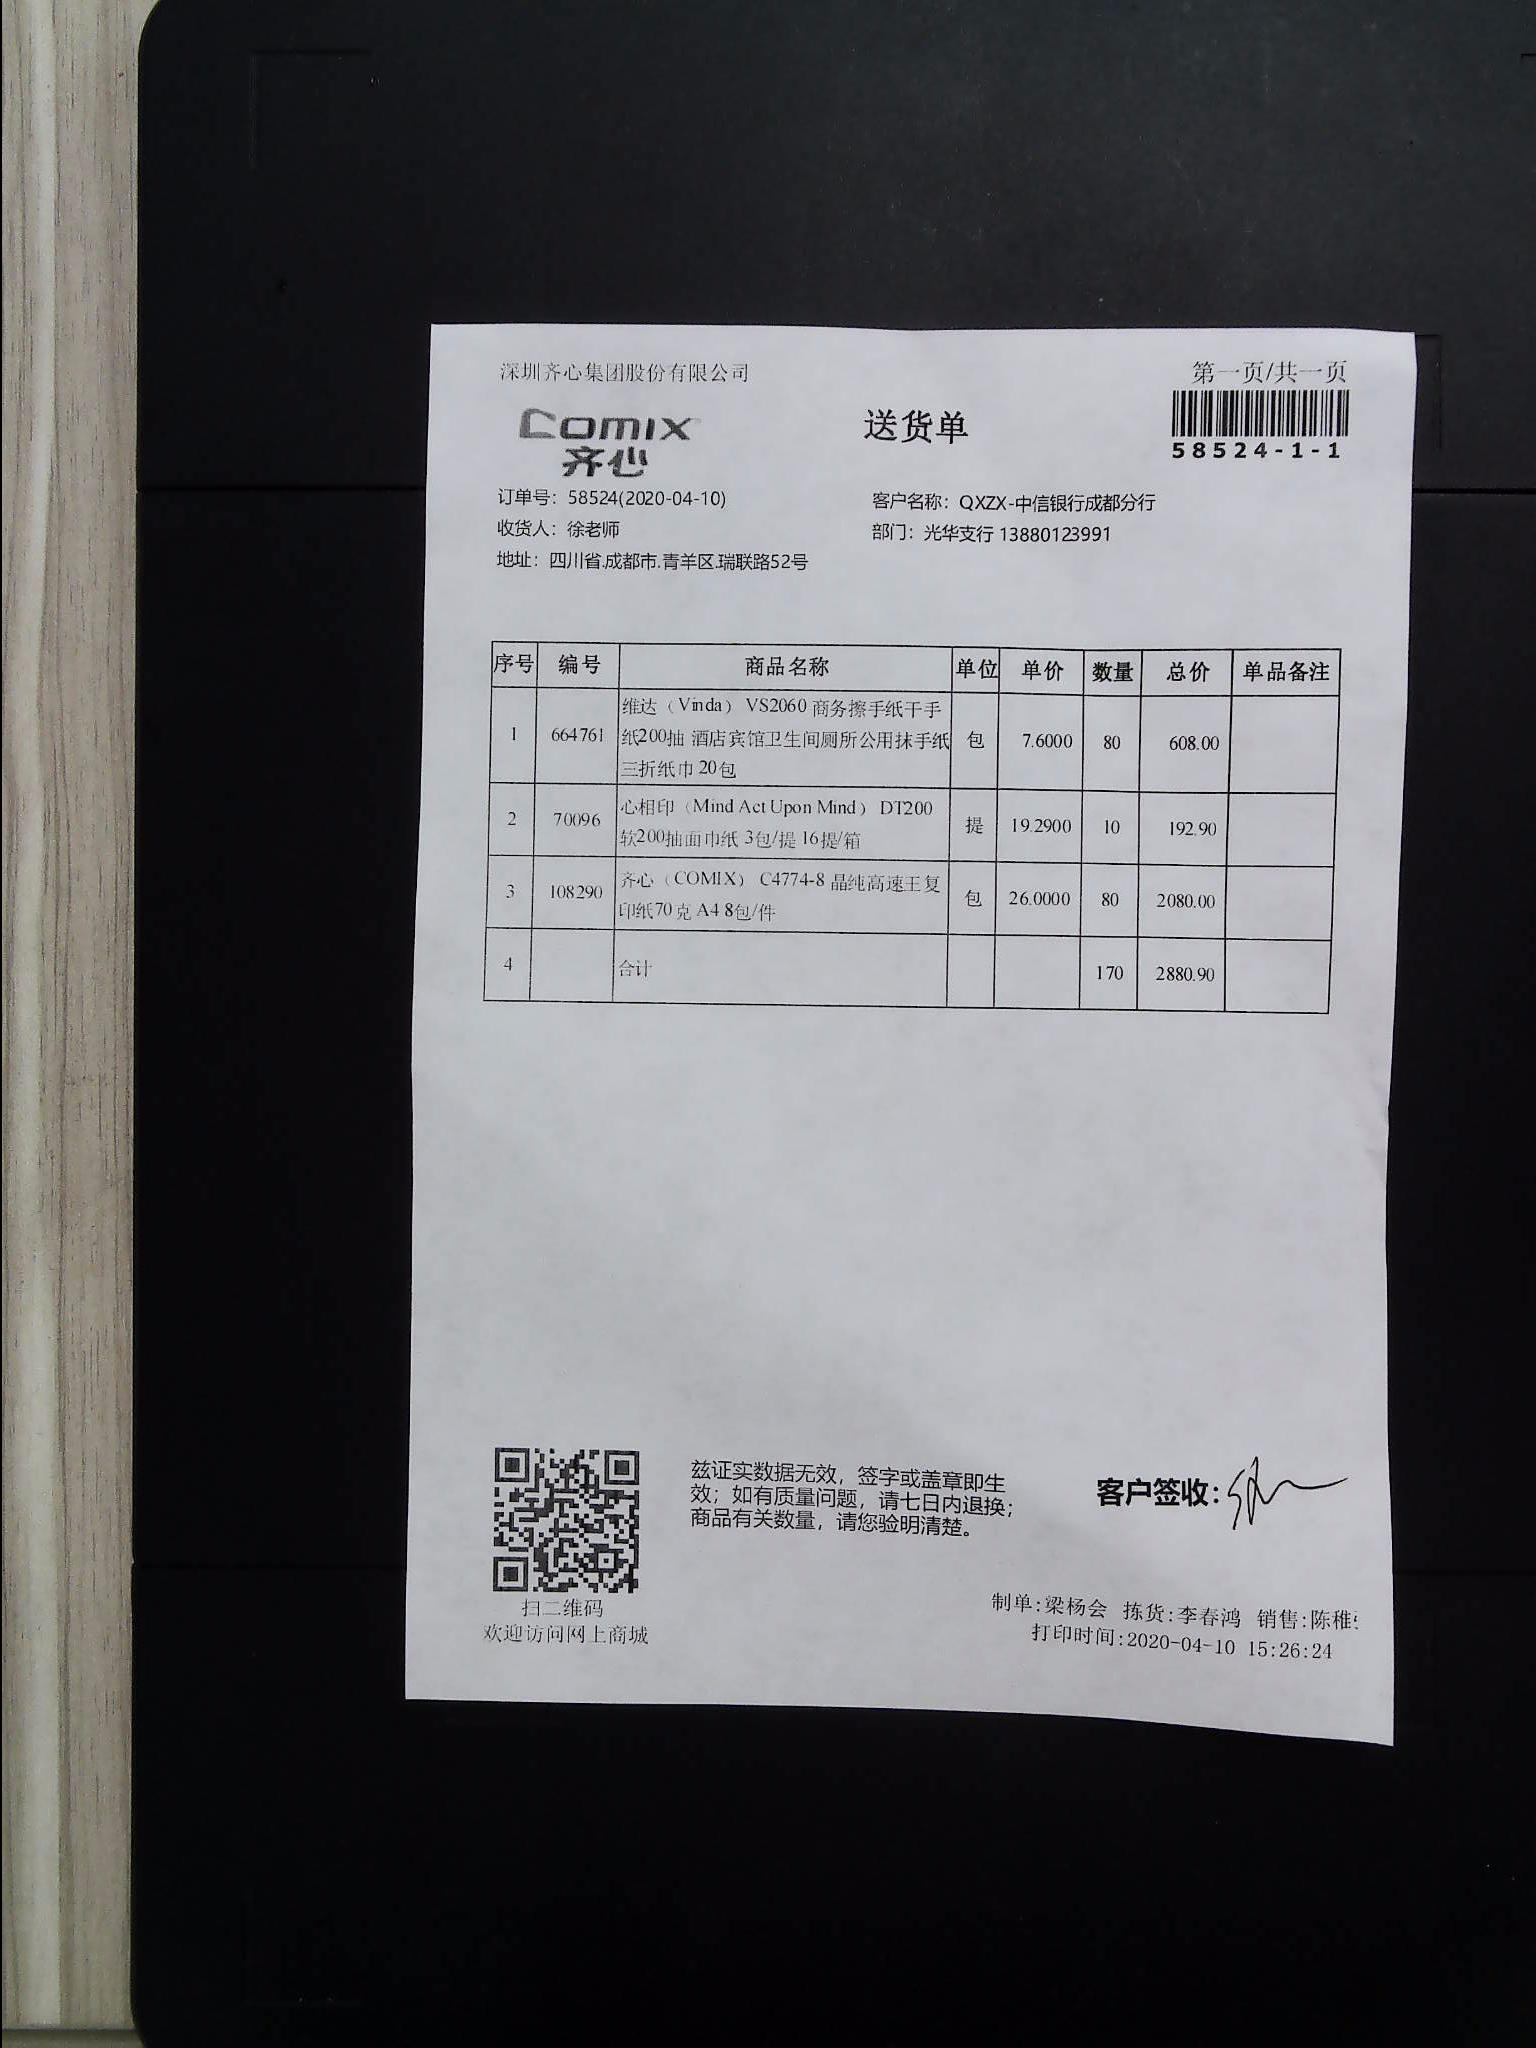 深圳齐心集团股份有限公司
第一页/共一页
COMIX
齐心
送货单
58524-1-1
订单号：58524(2020-04-10)
客户名称：QXZX-中信银行成都分行
收货人：徐老师
部门：光华支行 13880123991
地址：四川省.成都市.青羊区.瑞联路52号
序号 编号 商品名称 单位 单价 数量 总价 单品备注
维达（Vinda） VS2060 商务擦手纸干手
1 664761 纸200抽 酒店宾馆卫生间厕所公用抹手纸 包 7.6000 80 608.00
三折纸巾 20包
2 70096 心相印（Mind Act Upon Mind） DT200 提 19.2900 10 192.90
软200抽面巾纸 3包/提 16提/箱
3 108290 齐心（COMIX） C4774-8 晶纯高速王复 包 26.0000 80 2080.00
印纸70克 A4 8包/件
4 合计 170 2880.90
兹证实数据无效，签字或盖章即生
效；如有质量问题，请七日内退换；
商品有关数量，请您验明清楚。
客户签收：
扫二维码
欢迎访问网上商城
制单:梁杨会 拣货:李春鸿 销售:陈稚
打印时间:2020-04-10 15:26:24